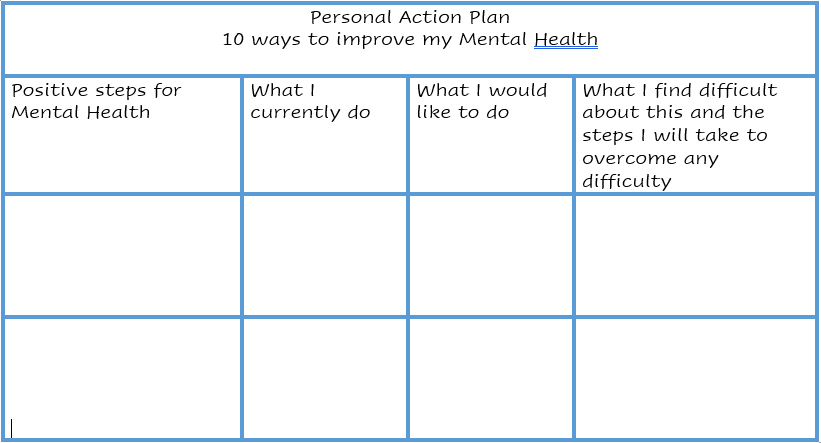 Personal Action Plan
10 ways to improve my Mental Health
Positive steps for
Mental Health
What I
currently do
What I would
like to do
What I find difficult
about this and the
steps I will take to
overcome any
difficulty